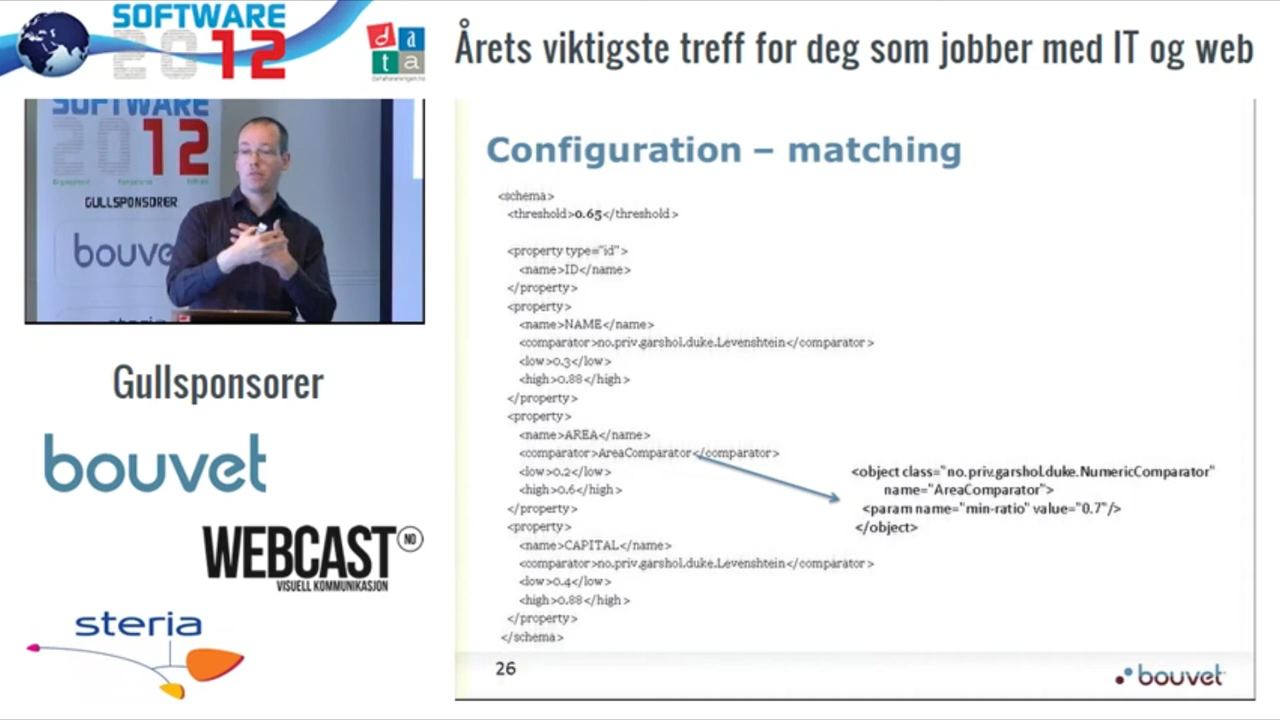 SOFTWARE
2012
data
Årets viktigste treff for deg som jobber med IT og web
SOFTWARE
2012
GULLSPONSORER
bouve
steria
Gullsponsorer
bouvet
WEBCAST NO
VISUELL KOMMUNIKASJON
steria
Configuration – matching
<schema>
<threshold>0.65</threshold>
<property type="id">
<name>ID</name>
</property>
<property>
<name>NAME</name>
<comparator>no.priv.garshol.duke.Levenshtein</comparator>
<low>0.3</low>
<high>0.88</high>
</property>
<property>
<name>AREA</name>
<comparator>AreaComparator</comparator>
<low>0.2</low>
<high>0.6</high>
</property>
<property>
<name>CAPITAL</name>
<comparator>no.priv.garshol.duke.Levenshtein</comparator>
<low>0.4</low>
<high>0.88</high>
</property>
</schema>
<object class="no.priv.garshol.duke.NumericComparator"
name="AreaComparator">
<param name="min-ratio" value="0.7"/>
</object>
26
bouvet